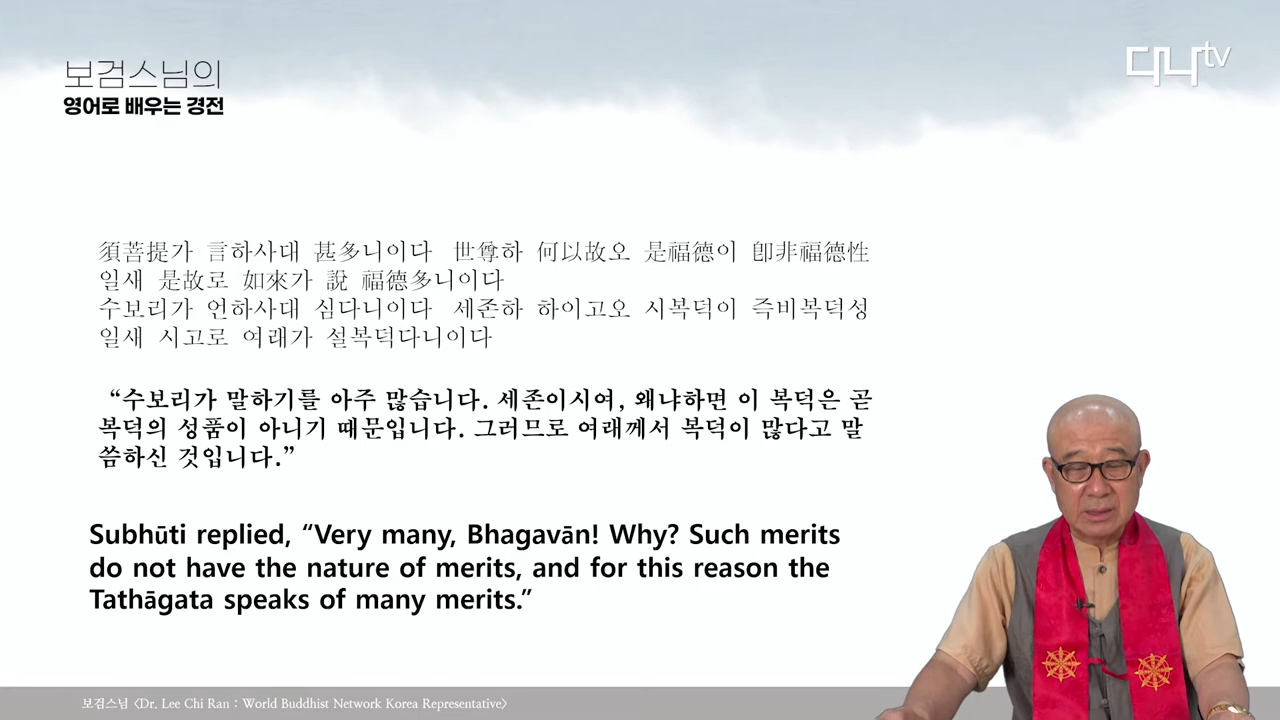 보검스님의
영어로 배우는 경전
다나tv
須菩提가 言하사대 甚多니이다 世尊하 何以故오 是福德이 卽非福德性
일새 是故로 如來가 說 福德多니이다
수보리가 언하사대 심다니이다 세존하 하이고오 시복덕이 즉비복덕성
일새 시고로 여래가 설복덕다니이다
“수보리가 말하기를 아주 많습니다. 세존이시여, 왜냐하면 이 복덕은 곧
복덕의 성품이 아니기 때문입니다. 그러므로 여래께서 복덕이 많다고 말
씀하신 것입니다.”
Subhūti replied, “Very many, Bhagavān! Why? Such merits
do not have the nature of merits, and for this reason the
Tathāgata speaks of many merits.”
보검스님 <Dr. Lee Chi Ran : World Buddhist Network Korea Representative>